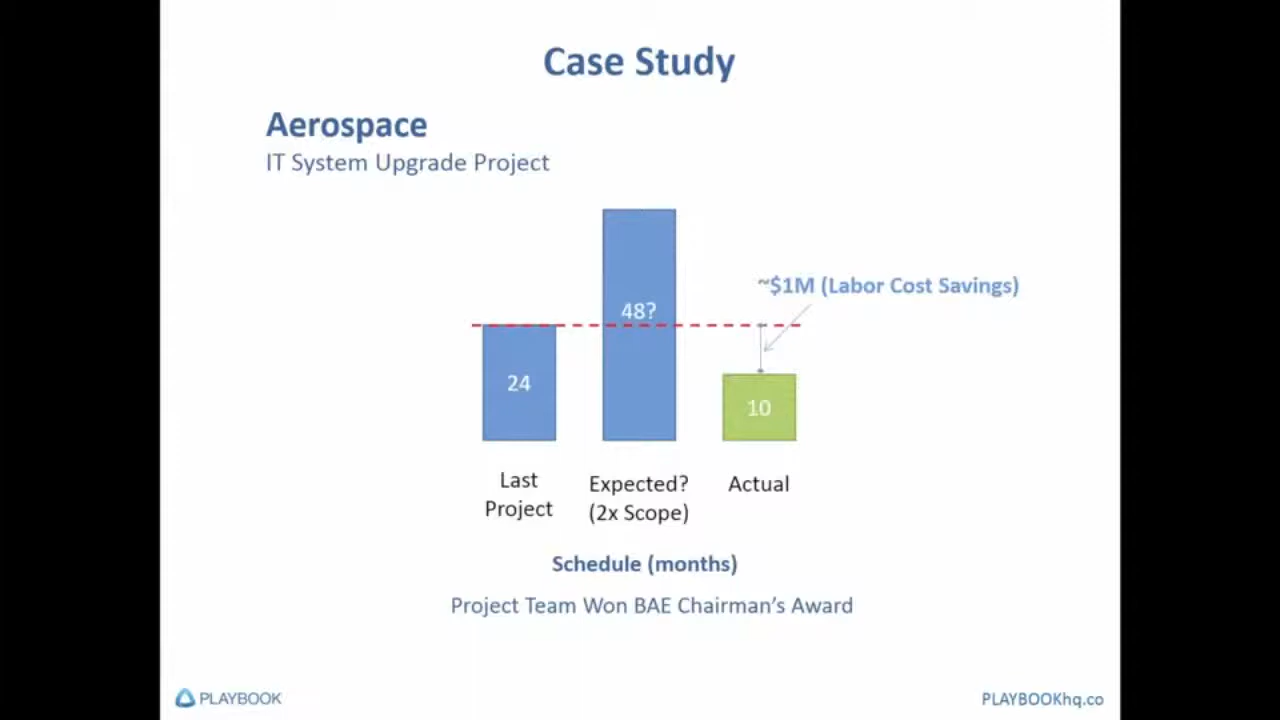 Case Study
Aerospace
IT System Upgrade Project
~$1M (Labor Cost Savings)
48?
24
10
Last
Project
Expected?
(2x Scope)
Actual
Schedule (months)
Project Team Won BAE Chairman's Award
PLAYBOOK
PLAYBOOKhq.co